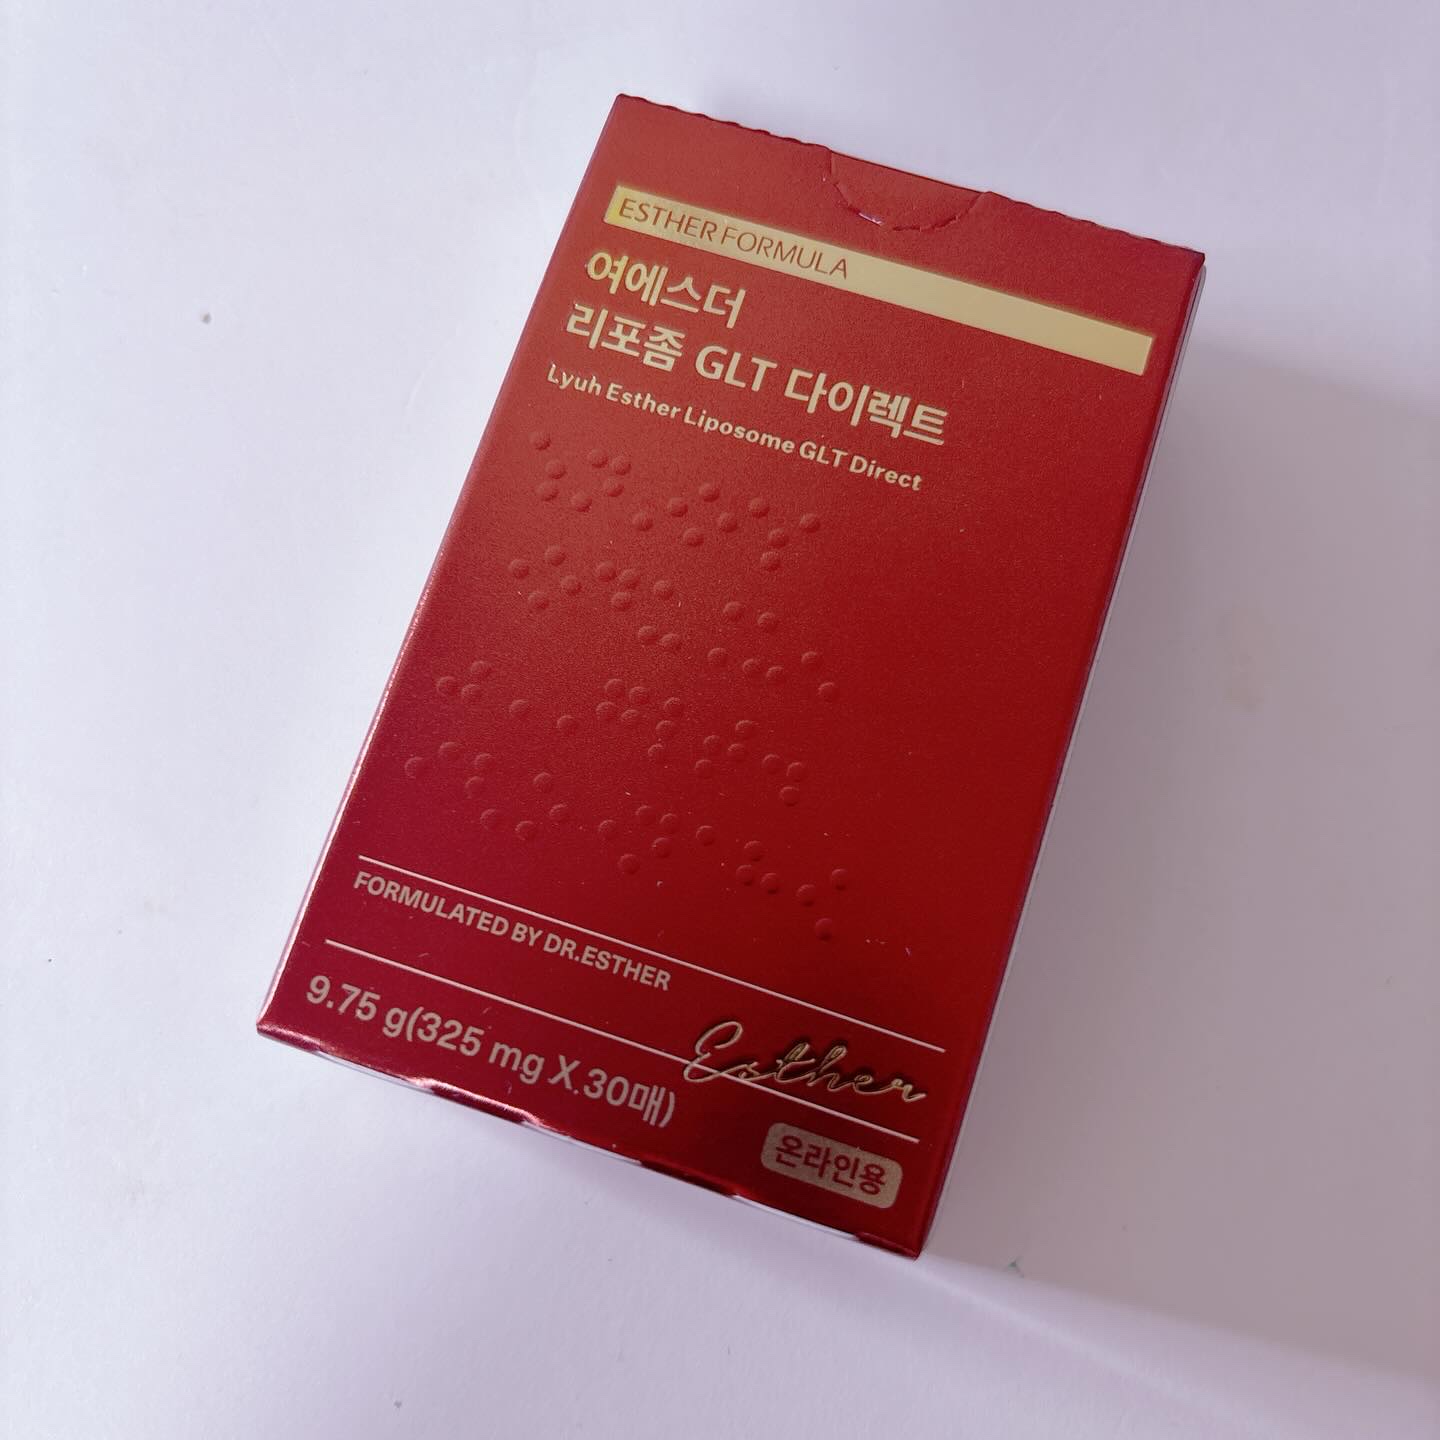 ESTHER FORMULA
여에스더
리포좀 GLT 다이렉트
Lyuh Esther Liposome GLT Direct
FORMULATED BY DR.ESTHER
9.75 g(325 mg X 30매)
Esther
온라인용